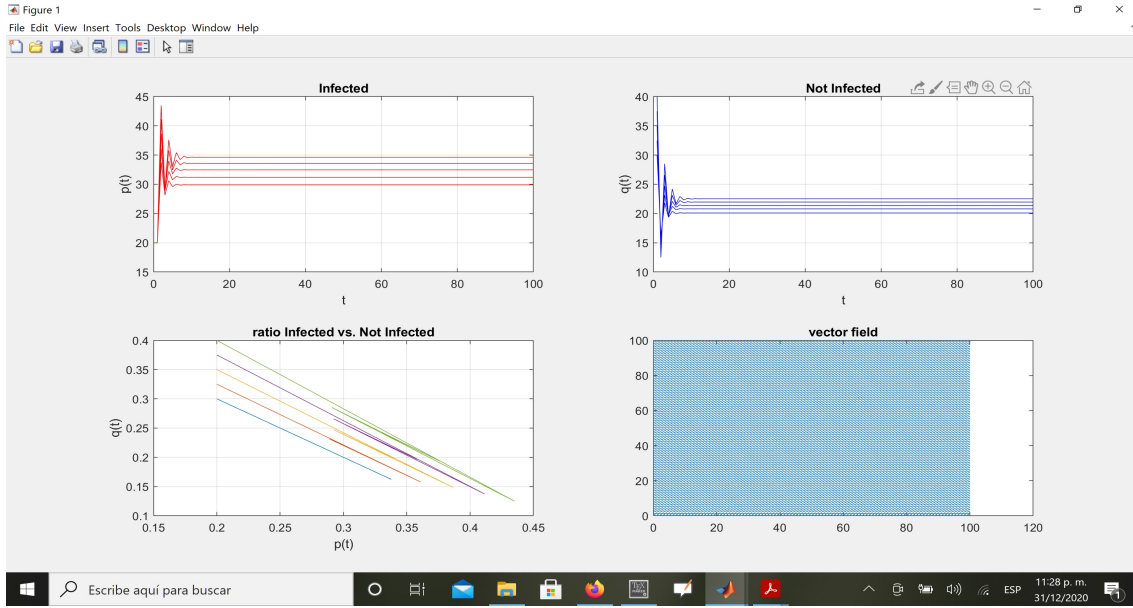 Figure 1
File Edit View Insert Tools Desktop Window Help
Infected
45
40
35
30
25
20
15
p(t)
0 20 40 60 80 100
t
Not Infected
40
35
30
25
20
15
10
q(t)
0 20 40 60 80 100
t
ratio Infected vs. Not Infected
0.4
0.35
0.3
0.25
0.2
0.15
0.1
q(t)
0.15 0.2 0.25 0.3 0.35 0.4 0.45
p(t)
vector field
100
80
60
40
20
0
0 20 40 60 80 100 120
Escribe aquí para buscar
ESP
11:28 p. m.
31/12/2020